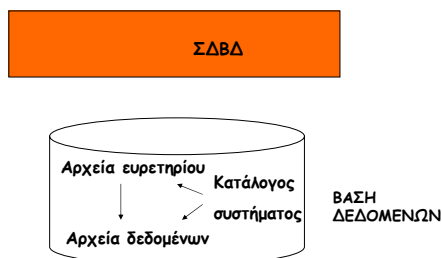 ΣΔΒΔ
Αρχεία ευρετηρίου
Κατάλογος
συστήματος
Αρχεία δεδομένων
ΒΑΣΗ
ΔΕΔΟΜΕΝΩΝ